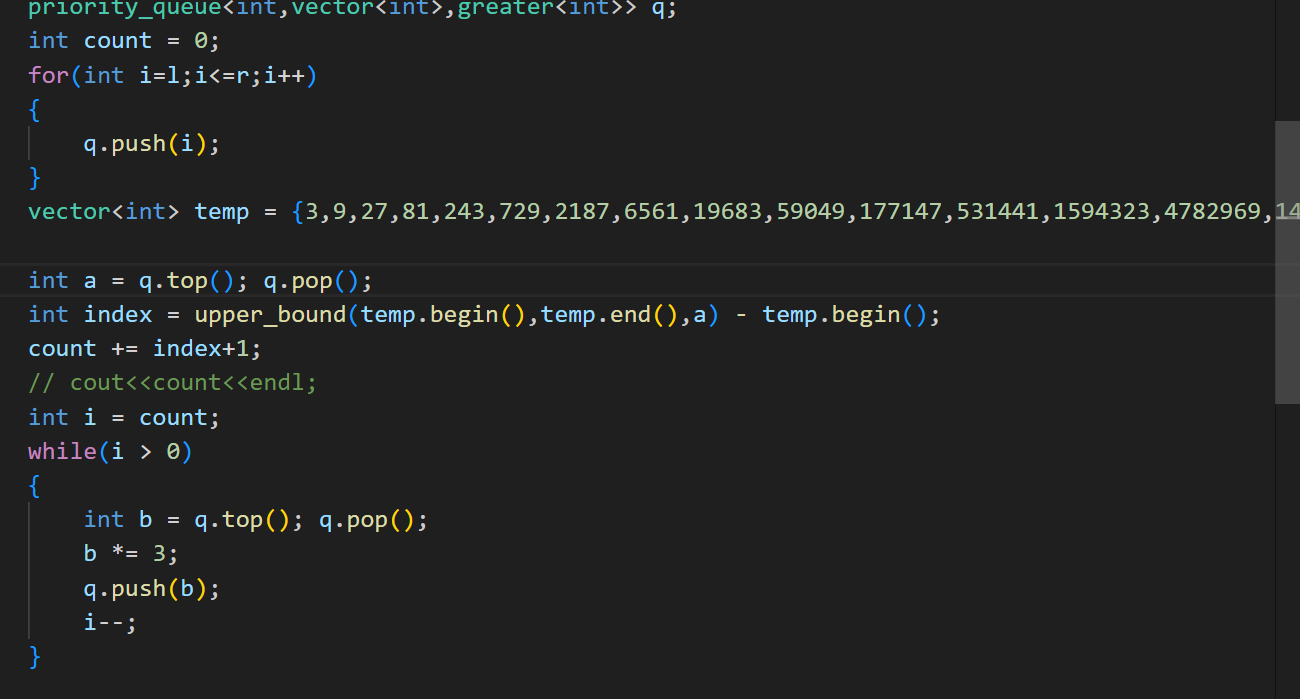 priority_queue<int,vector<int>,greater<int>> q;
int count = 0;
for(int i=l;i<=r;i++)
{
    q.push(i);
}
vector<int> temp = {3,9,27,81,243,729,2187,6561,19683,59049,177147,531441,1594323,4782969,14
int a = q.top(); q.pop();
int index = upper_bound(temp.begin(),temp.end(),a) - temp.begin();
count += index+1;
// cout<<count<<endl;
int i = count;
while(i > 0)
{
    int b = q.top(); q.pop();
    b *= 3;
    q.push(b);
    i--;
}